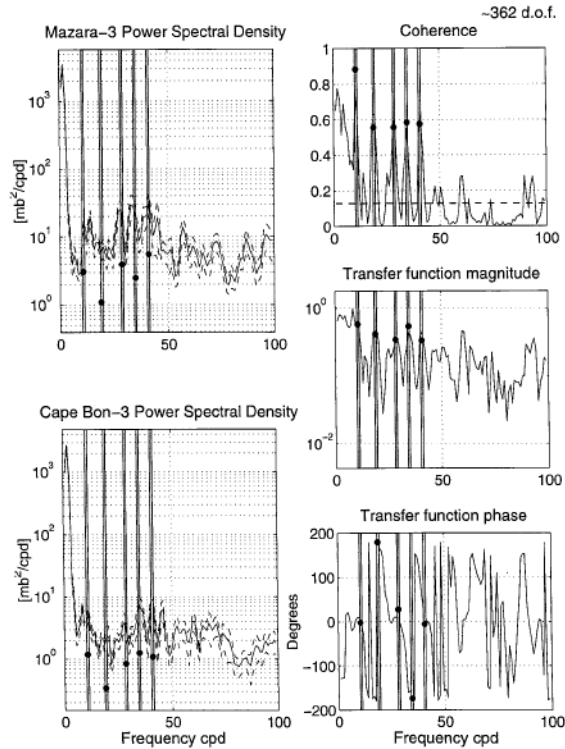 ~362 d.o.f.
Mazara-3 Power Spectral Density
[mb²/cpd]
10³
10²
10¹
10⁰
0 50 100
Coherence
1
0.8
0.6
0.4
0.2
0
0 50 100
Transfer function magnitude
10⁰
10⁻²
0 50 100
Cape Bon-3 Power Spectral Density
[mb²/cpd]
10³
10²
10¹
10⁰
0 50 100
Frequency cpd
Transfer function phase
Degrees
200
100
0
-100
-200
0 50 100
Frequency cpd